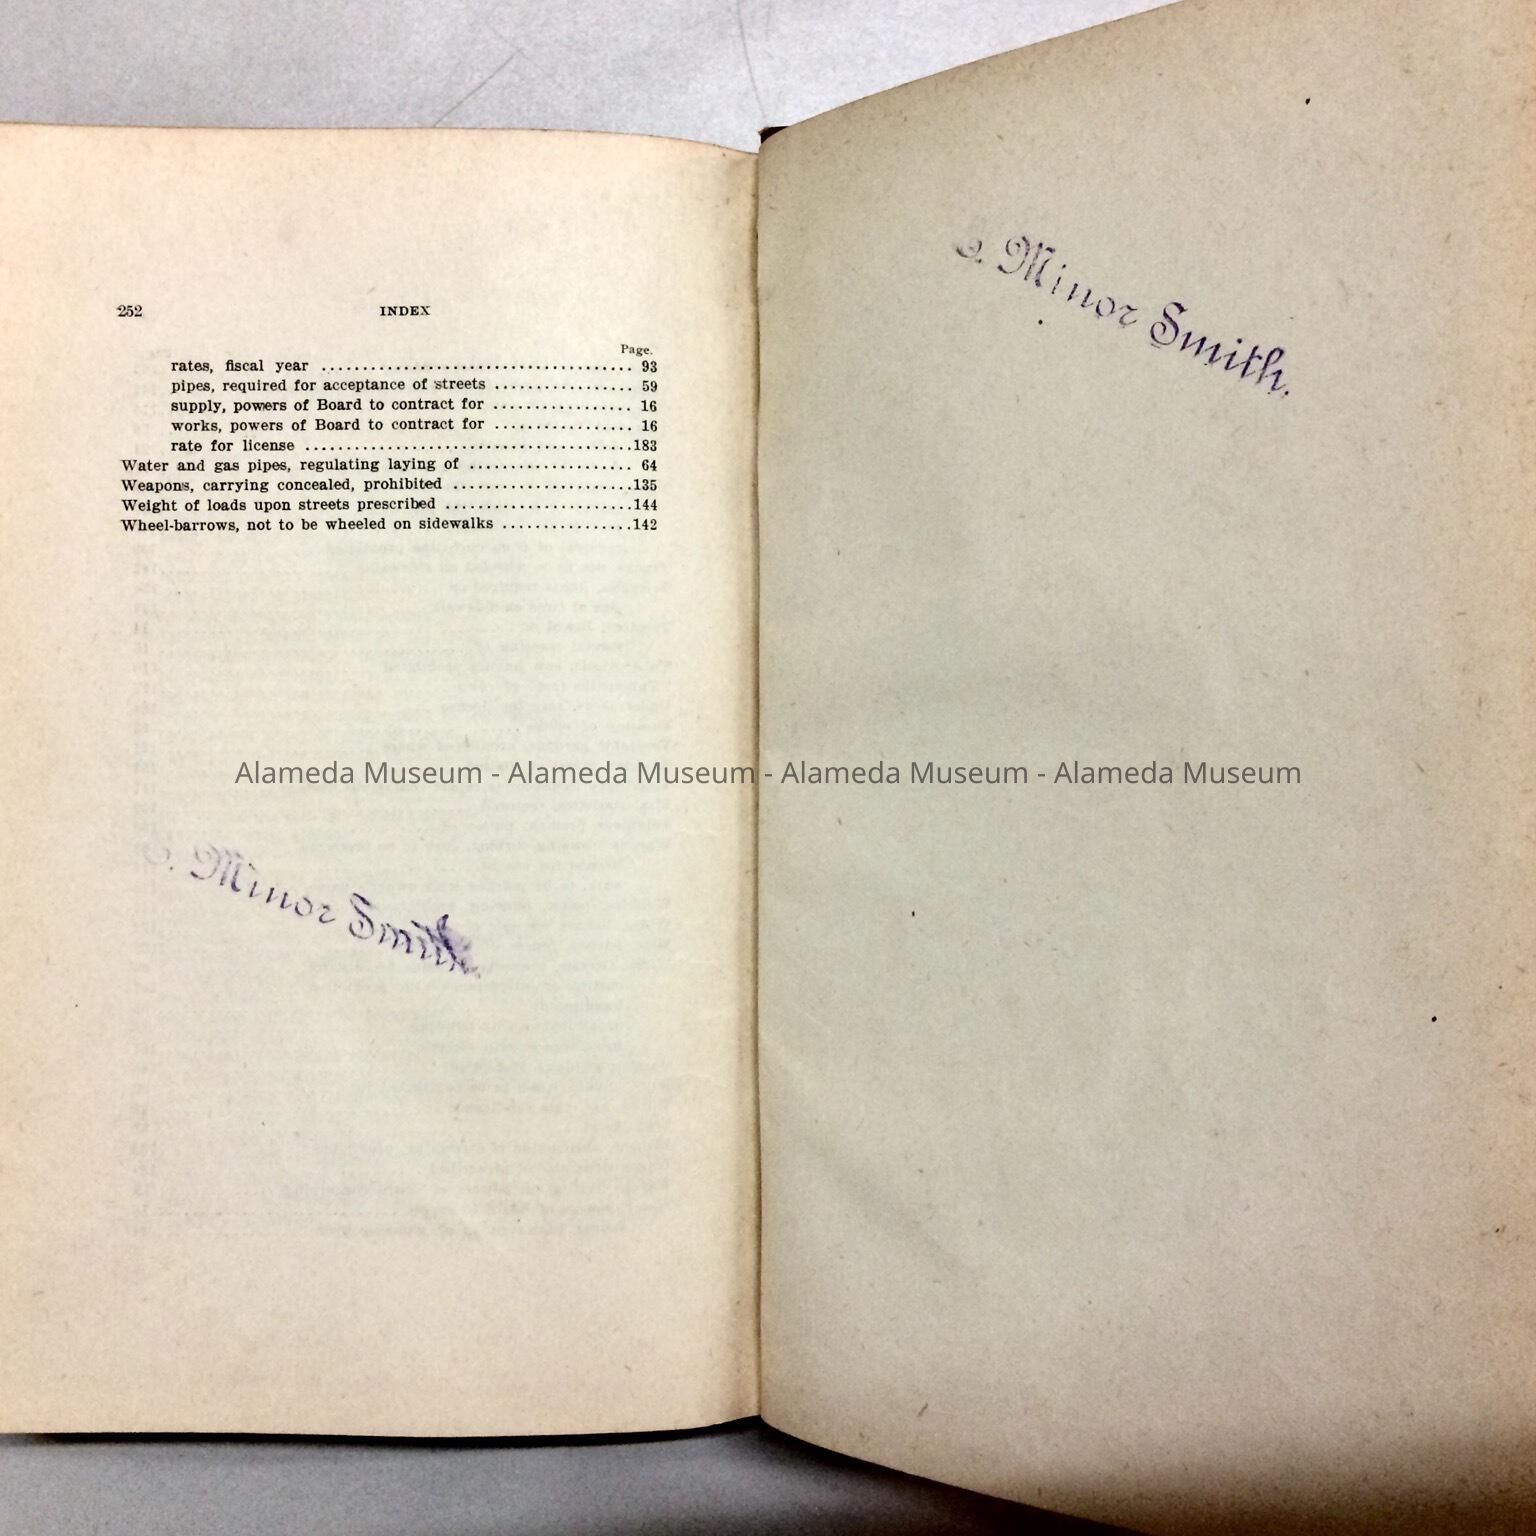 252 INDEX
Page.
rates, fiscal year ..................................... 93
pipes, required for acceptance of streets ................. 59
supply, powers of Board to contract for ................. 16
works, powers of Board to contract for ................. 16
rate for license ........................................183
Water and gas pipes, regulating laying of .................... 64
Weapons, carrying concealed, prohibited ......................135
Weight of loads upon streets prescribed .......................144
Wheel-barrows, not to be wheeled on sidewalks ................142
Minor Smith.
Minor Smith.
Alameda Museum - Alameda Museum - Alameda Museum - Alameda Museum